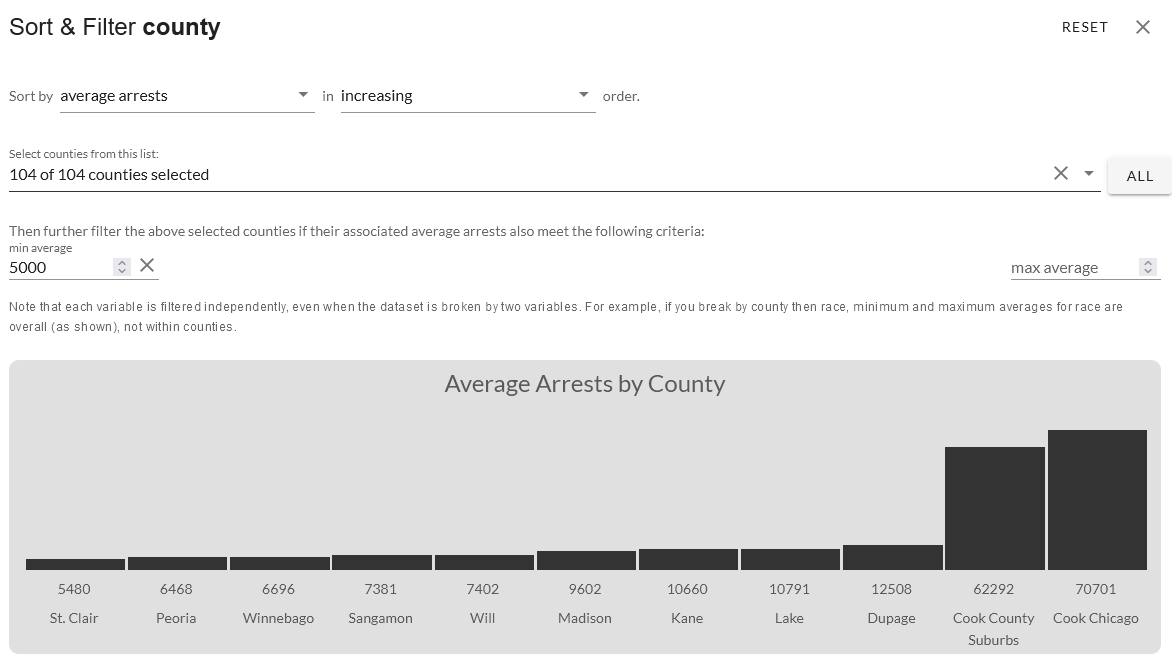 Sort & Filter county
RESET
Sort by average arrests in increasing order.
Select counties from this list:
104 of 104 counties selected
ALL
Then further filter the above selected counties if their associated average arrests also meet the following criteria:
min average
5000
max average
Note that each variable is filtered independently, even when the dataset is broken by two variables. For example, if you break by county then race, minimum and maximum averages for race are
overall (as shown), not within counties.
Average Arrests by County
5480 6468 6696 7381 7402 9602 10660 10791 12508 62292 70701
St. Clair Peoria Winnebago Sangamon Will Madison Kane Lake Dupage Cook County Cook Chicago
Suburbs